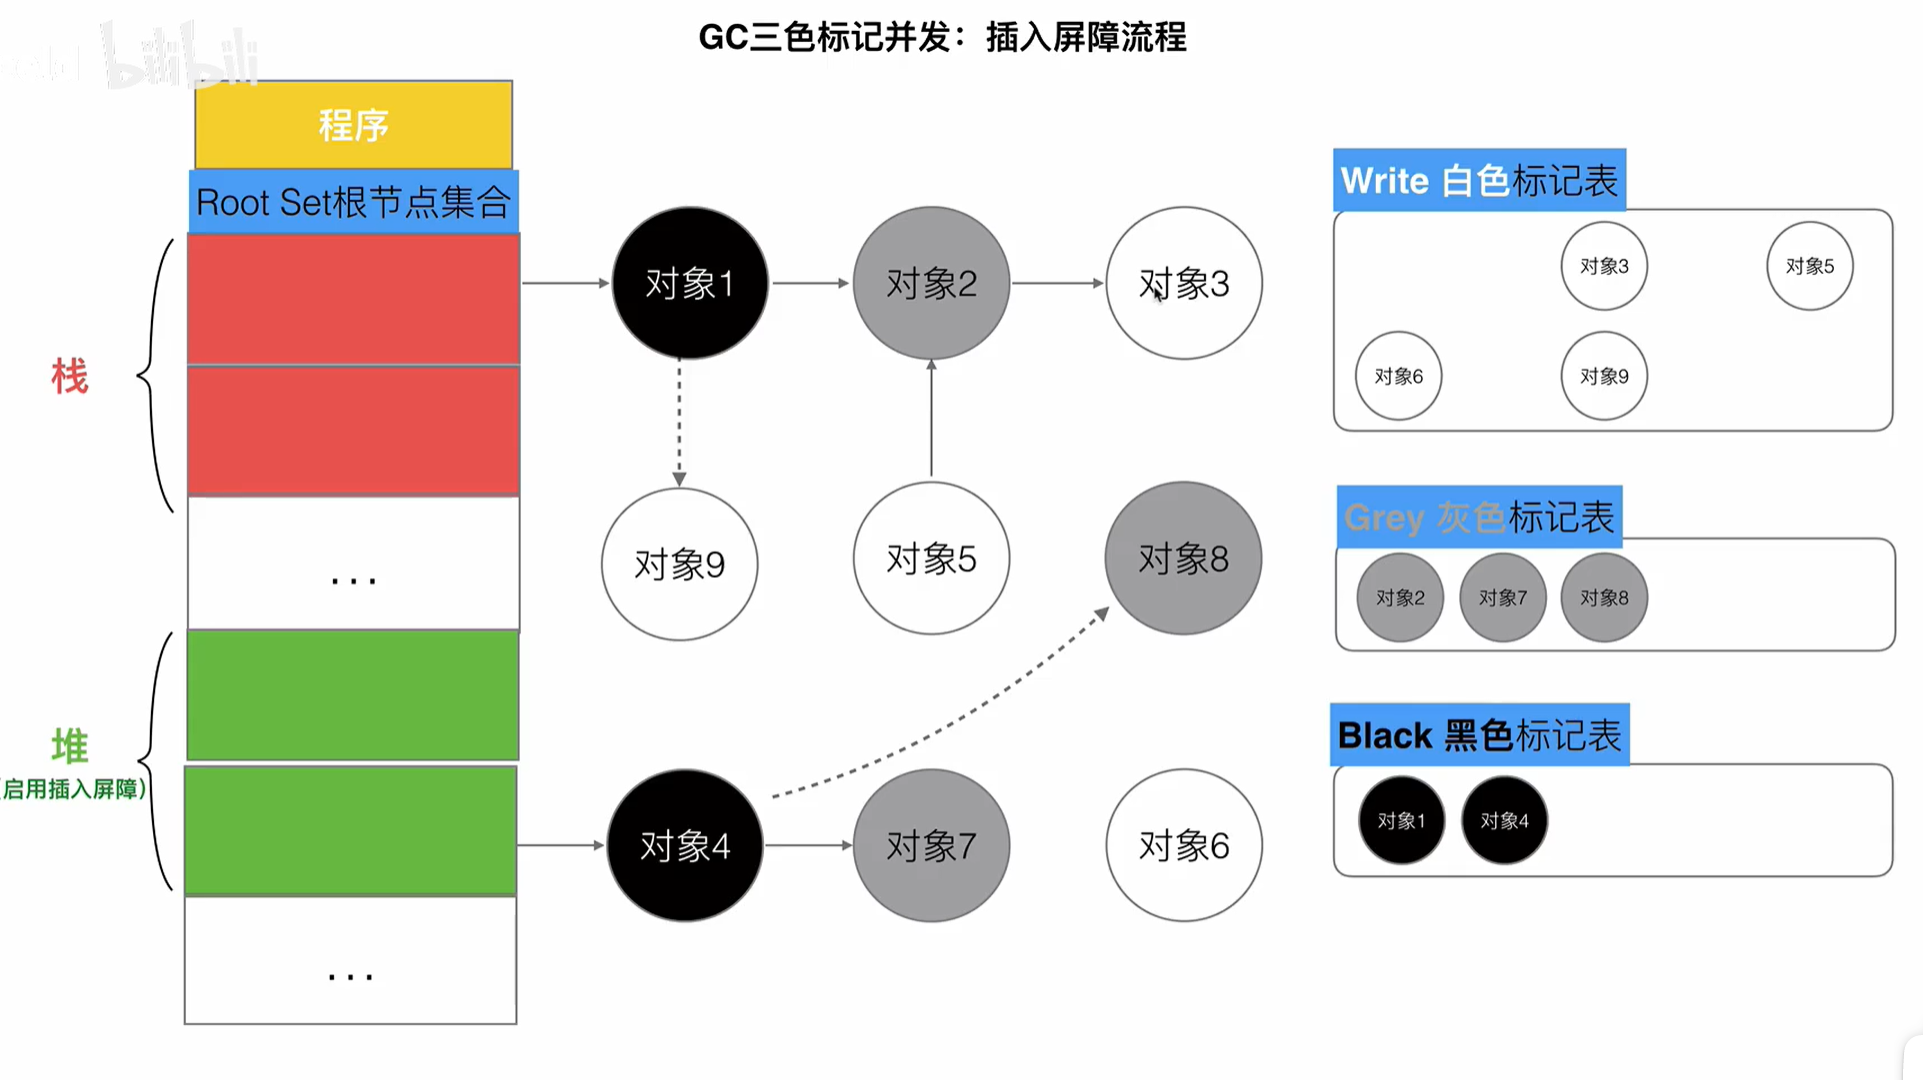 GC三色标记并发：插入屏障流程
bilibili
程序
Root Set根节点集合
栈
...
堆
（启用插入屏障）
...
对象1
对象2
对象3
对象9
对象5
对象8
对象4
对象7
对象6
Write 白色标记表
对象3
对象5
对象6
对象9
Grey 灰色标记表
对象2
对象7
对象8
Black 黑色标记表
对象1
对象4